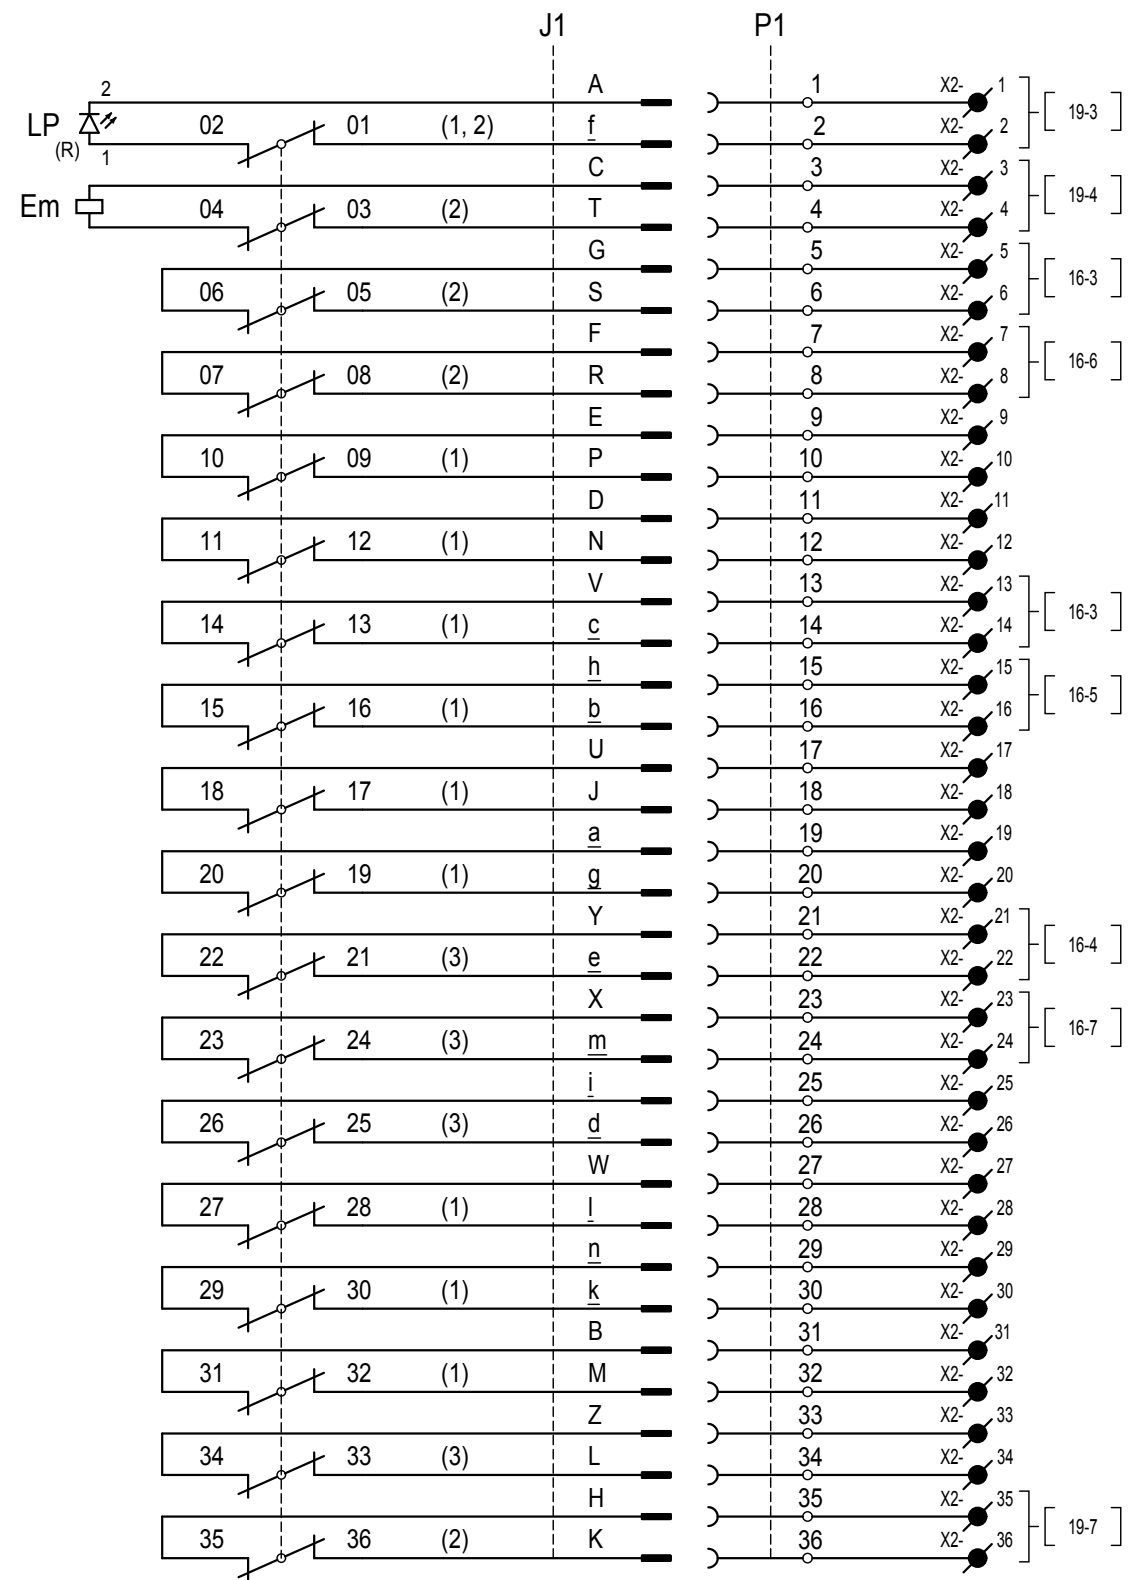 J1 P1
2 A 1 X2- 1
LP 02 01 (1, 2) f 2 X2- 2 19-3
(R) 1
C 3 X2- 3
Em 04 03 (2) T 4 X2- 4 19-4
G 5 X2- 5
06 05 (2) S 6 X2- 6 16-3
F 7 X2- 7
07 08 (2) R 8 X2- 8 16-6
E 9 X2- 9
10 09 (1) P 10 X2- 10
D 11 X2- 11
11 12 (1) N 12 X2- 12
V 13 X2- 13
14 13 (1) c 14 X2- 14 16-3
h 15 X2- 15
15 16 (1) b 16 X2- 16 16-5
U 17 X2- 17
18 17 (1) J 18 X2- 18
a 19 X2- 19
20 19 (1) g 20 X2- 20
Y 21 X2- 21
22 21 (3) e 22 X2- 22 16-4
X 23 X2- 23
23 24 (3) m 24 X2- 24 16-7
i 25 X2- 25
26 25 (3) d 26 X2- 26
W 27 X2- 27
27 28 (1) l 28 X2- 28
n 29 X2- 29
29 30 (1) k 30 X2- 30
B 31 X2- 31
31 32 (1) M 32 X2- 32
Z 33 X2- 33
34 33 (3) L 34 X2- 34
H 35 X2- 35
35 36 (2) K 36 X2- 36 19-7